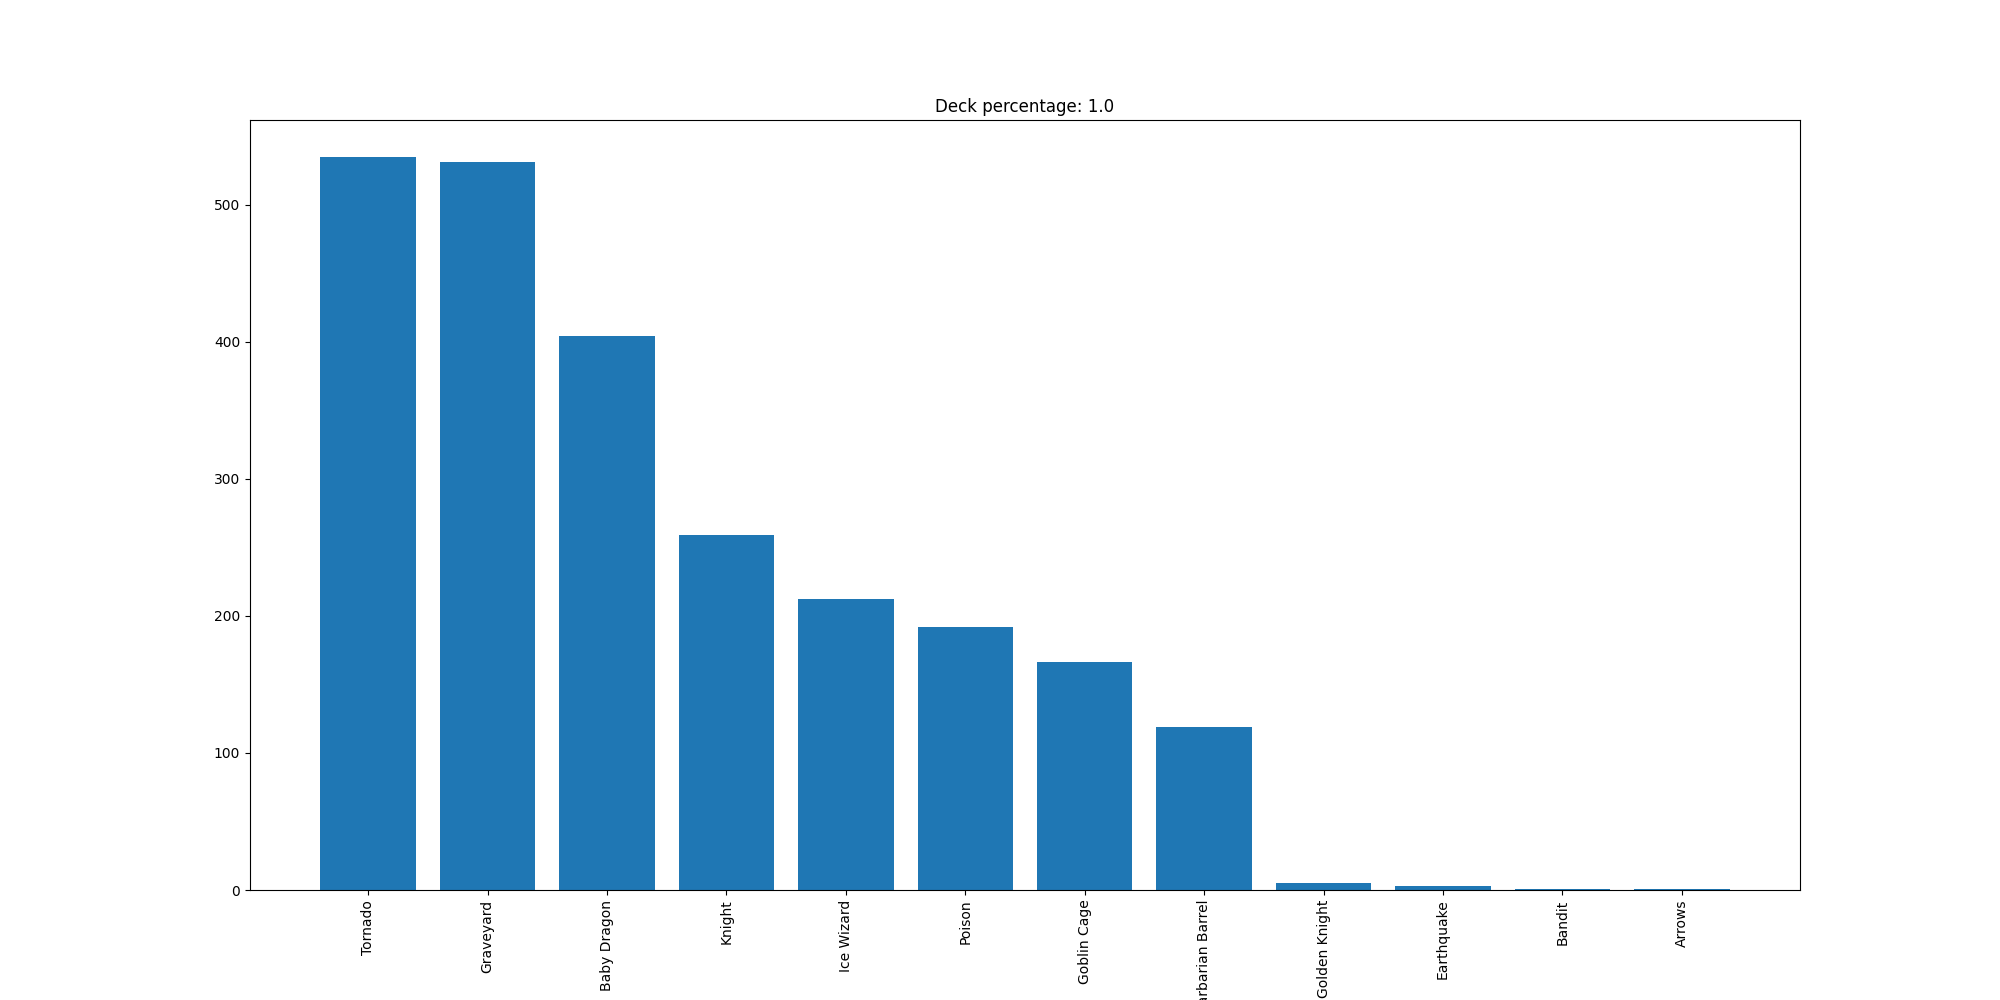 Deck percentage: 1.0
500
400
300
200
100
0
Tornado
Graveyard
Baby Dragon
Knight
Ice Wizard
Poison
Goblin Cage
arbarian Barrel
Golden Knight
Earthquake
Bandit
Arrows